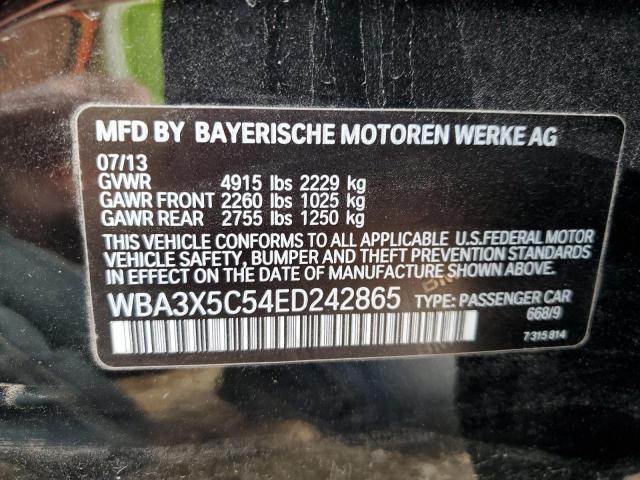 MFD BY BAYERISCHE MOTOREN WERKE AG
07/13
GVWR 4915 lbs 2229 kg
GAWR FRONT 2260 lbs 1025 kg
GAWR REAR 2755 lbs 1250 kg
THIS VEHICLE CONFORMS TO ALL APPLICABLE U.S.FEDERAL MOTOR
VEHICLE SAFETY, BUMPER AND THEFT PREVENTION STANDARDS
IN EFFECT ON THE DATE OF MANUFACTURE SHOWN ABOVE.
WBA3X5C54ED242865 TYPE: PASSENGER CAR
668/9
7 315 814